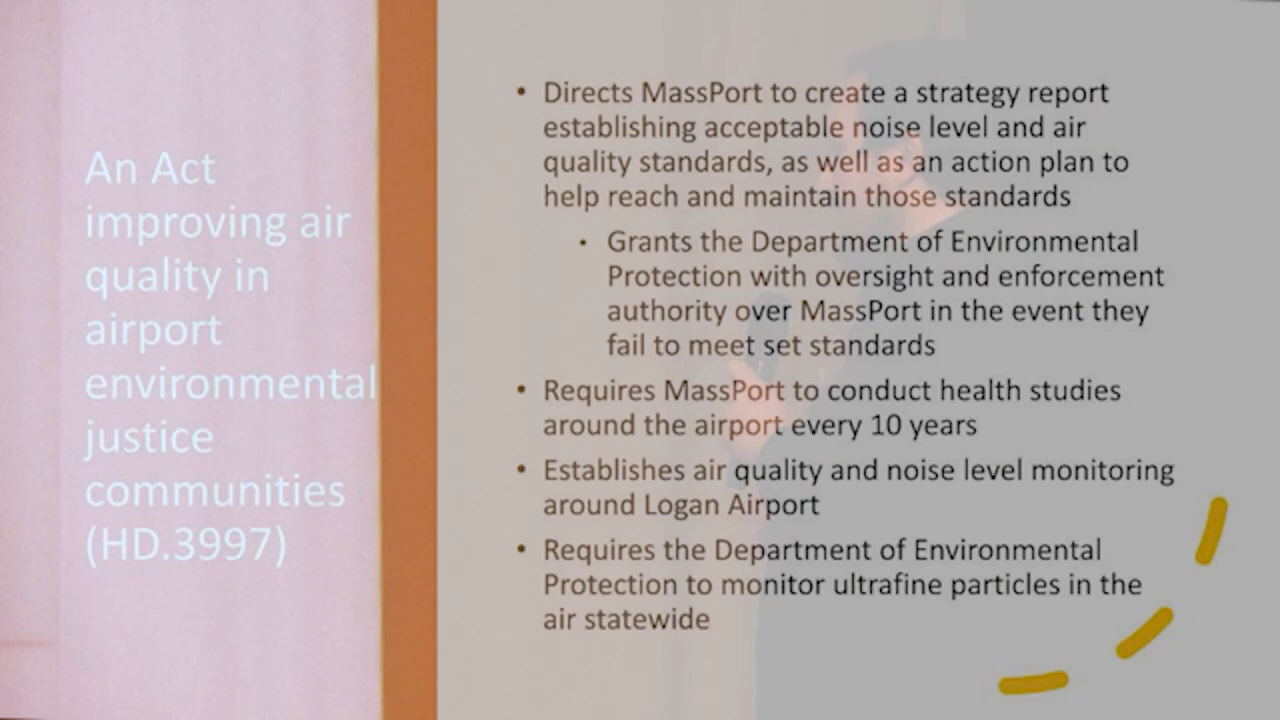 An Act
improving air
quality in
airport
environmental
justice
communities
(HD.3997)
• Directs MassPort to create a strategy report
establishing acceptable noise level and air
quality standards, as well as an action plan to
help reach and maintain those standards
• Grants the Department of Environmental
Protection with oversight and enforcement
authority over MassPort in the event they
fail to meet set standards
• Requires MassPort to conduct health studies
around the airport every 10 years
• Establishes air quality and noise level monitoring
around Logan Airport
• Requires the Department of Environmental
Protection to monitor ultrafine particles in the
air statewide